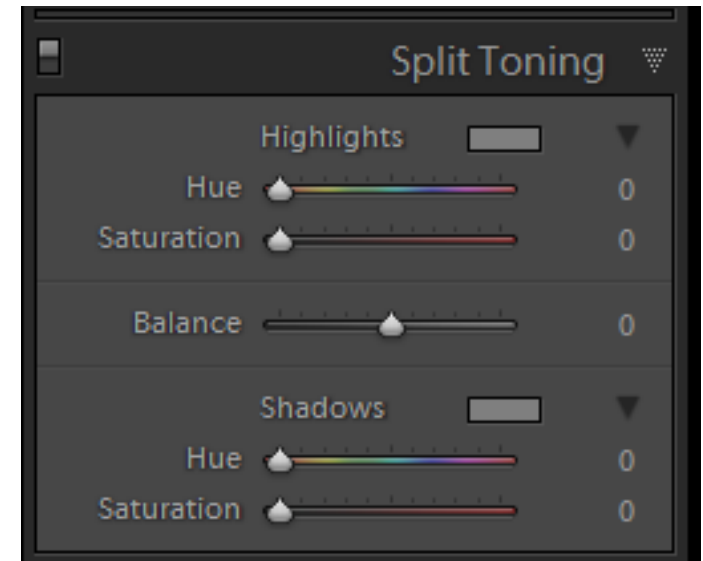 Split Toning
Highlights
Hue 0
Saturation 0
Balance 0
Shadows
Hue 0
Saturation 0